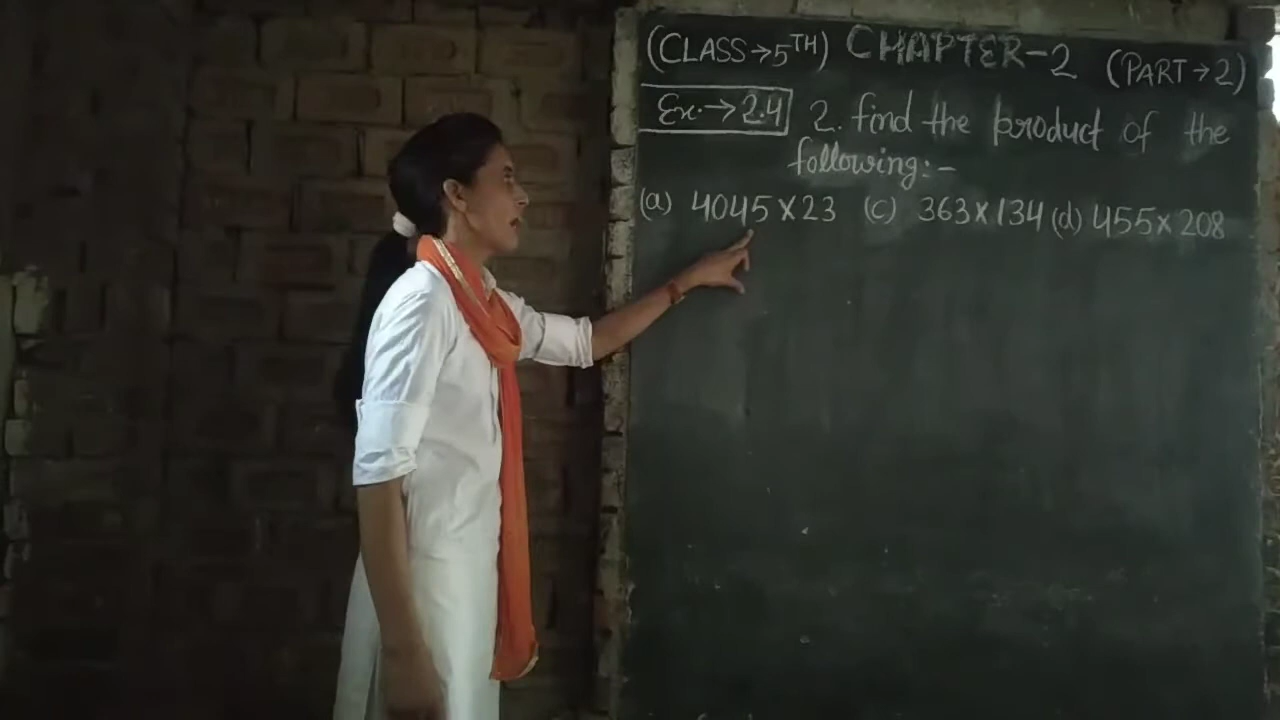 (CLASS→5TH) CHAPTER-2 (PART→2)
Ex.→2.4 2. find the product of the
following:-
(a) 4045×23 (c) 363×134 (d) 455×208